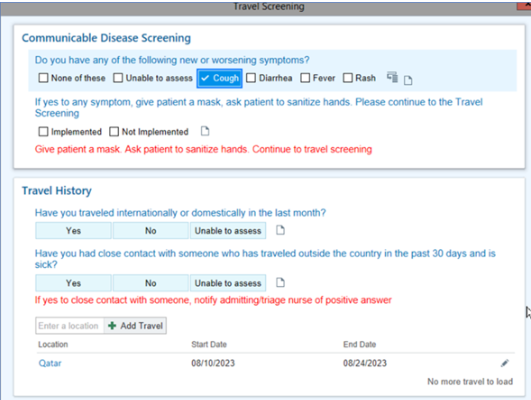 Travel Screening
Communicable Disease Screening
Do you have any of the following new or worsening symptoms?
None of these Unable to assess Cough Diarrhea Fever Rash
If yes to any symptom, give patient a mask, ask patient to sanitize hands. Please continue to the Travel
Screening
Implemented Not Implemented
Give patient a mask. Ask patient to sanitize hands. Continue to travel screening
Travel History
Have you traveled internationally or domestically in the last month?
Yes No Unable to assess
Have you had close contact with someone who has traveled outside the country in the past 30 days and is
sick?
Yes No Unable to assess
If yes to close contact with someone, notify admitting/triage nurse of positive answer
Enter a location Add Travel
Location Start Date End Date
Qatar 08/10/2023 08/24/2023
No more travel to load